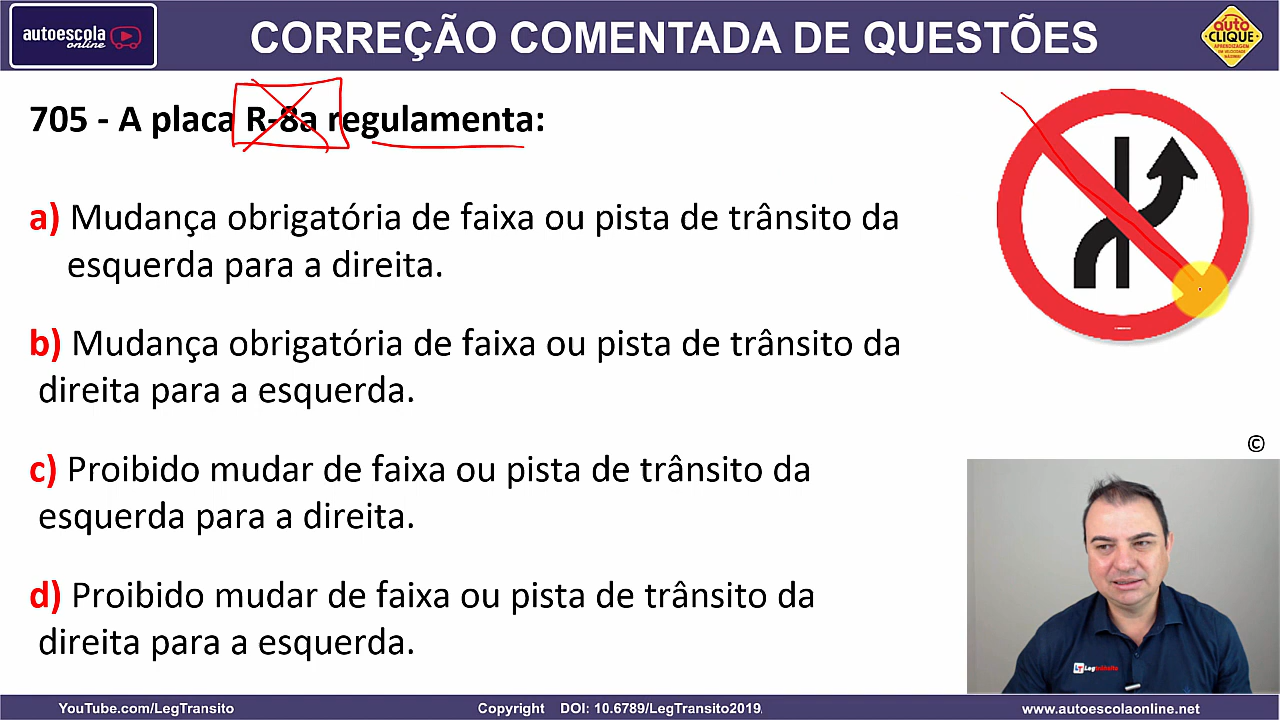 autoescola
online
CORREÇÃO COMENTADA DE QUESTÕES
auto
CLIQUE
705 - A placa R-8a regulamenta:
a) Mudança obrigatória de faixa ou pista de trânsito da
esquerda para a direita.
b) Mudança obrigatória de faixa ou pista de trânsito da
direita para a esquerda.
c) Proibido mudar de faixa ou pista de trânsito da
esquerda para a direita.
d) Proibido mudar de faixa ou pista de trânsito da
direita para a esquerda.
©
Legtrânsito
YouTube.com/LegTransito
Copyright DOI: 10.6789/LegTransito2019.
www.autoescolaonline.net